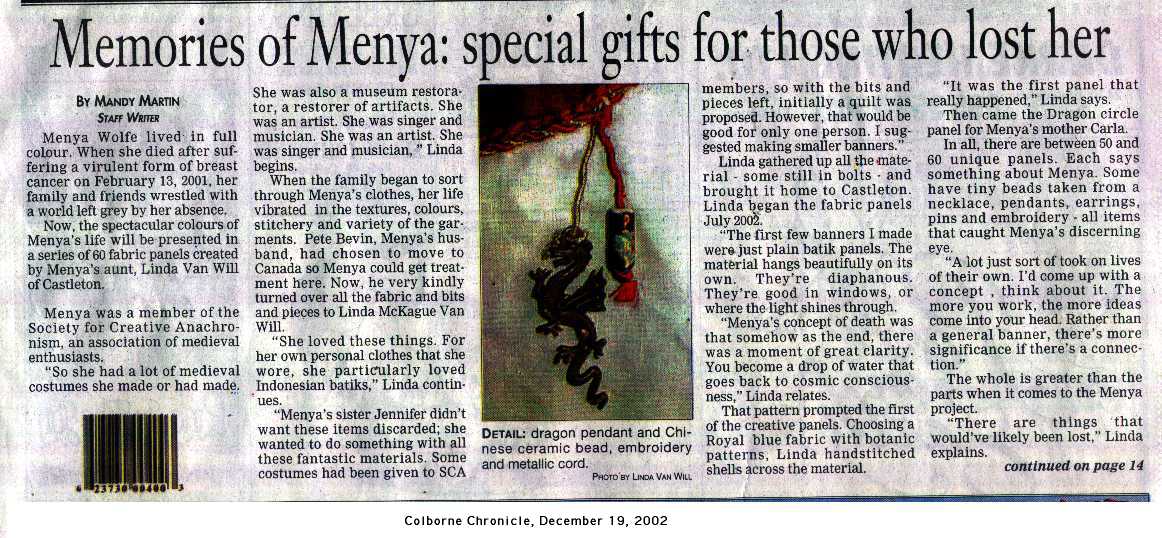 Memories of Menya: special gifts for those who lost her
BY MANDY MARTIN
STAFF WRITER
Menya Wolfe lived in full
colour. When she died after suf-
fering a virulent form of breast
cancer on February 13, 2001, her
family and friends wrestled with
a world left grey by her absence.
Now, the spectacular colours of
Menya's life will be presented in
a series of 60 fabric panels created
by Menya's aunt, Linda Van Will
of Castleton.
Menya was a member of the
Society for Creative Anachro-
nism, an association of medieval
enthusiasts.
"So she had a lot of medieval
costumes she made or had made.
6 23730 00400 3
She was also a museum restora-
tor, a restorer of artifacts. She
was an artist. She was singer and
musician. She was an artist. She
was singer and musician, " Linda
begins.
When the family began to sort
through Menya's clothes, her life
vibrated in the textures, colours,
stitchery and variety of the gar-
ments. Pete Bevin, Menya's hus-
band, had chosen to move to
Canada so Menya could get treat-
ment here. Now, he very kindly
turned over all the fabric and bits
and pieces to Linda McKague Van
Will.
"She loved these things. For
her own personal clothes that she
wore, she particularly loved
Indonesian batiks," Linda contin-
ues.
"Menya's sister Jennifer didn't
want these items discarded; she
wanted to do something with all
these fantastic materials. Some
costumes had been given to SCA
DETAIL: dragon pendant and Chi-
nese ceramic bead, embroidery
and metallic cord.
PHOTO BY LINDA VAN WILL
members, so with the bits and
pieces left, initially a quilt was
proposed. However, that would be
good for only one person. I sug-
gested making smaller banners."
Linda gathered up all the mate-
rial - some still in bolts - and
brought it home to Castleton.
Linda began the fabric panels
July 2002.
"The first few banners I made
were just plain batik panels. The
material hangs beautifully on its
own. They're diaphanous.
They're good in windows, or
where the light shines through.
"Menya's concept of death was
that somehow as the end, there
was a moment of great clarity.
You become a drop of water that
goes back to cosmic conscious-
ness," Linda relates.
That pattern prompted the first
of the creative panels. Choosing a
Royal blue fabric with botanic
patterns, Linda handstitched
shells across the material.
"It was the first panel that
really happened," Linda says.
Then came the Dragon circle
panel for Menya's mother Carla.
In all, there are between 50 and
60 unique panels. Each says
something about Menya. Some
have tiny beads taken from a
necklace, pendants, earrings,
pins and embroidery - all items
that caught Menya's discerning
eye.
"A lot just sort of took on lives
of their own. I'd come up with a
concept , think about it. The
more you work, the more ideas
come into your head. Rather than
a general banner, there's more
significance if there's a connec-
tion."
The whole is greater than the
parts when it comes to the Menya
project.
"There are things that
would've likely been lost," Linda
explains.
continued on page 14
Colborne Chronicle, December 19, 2002